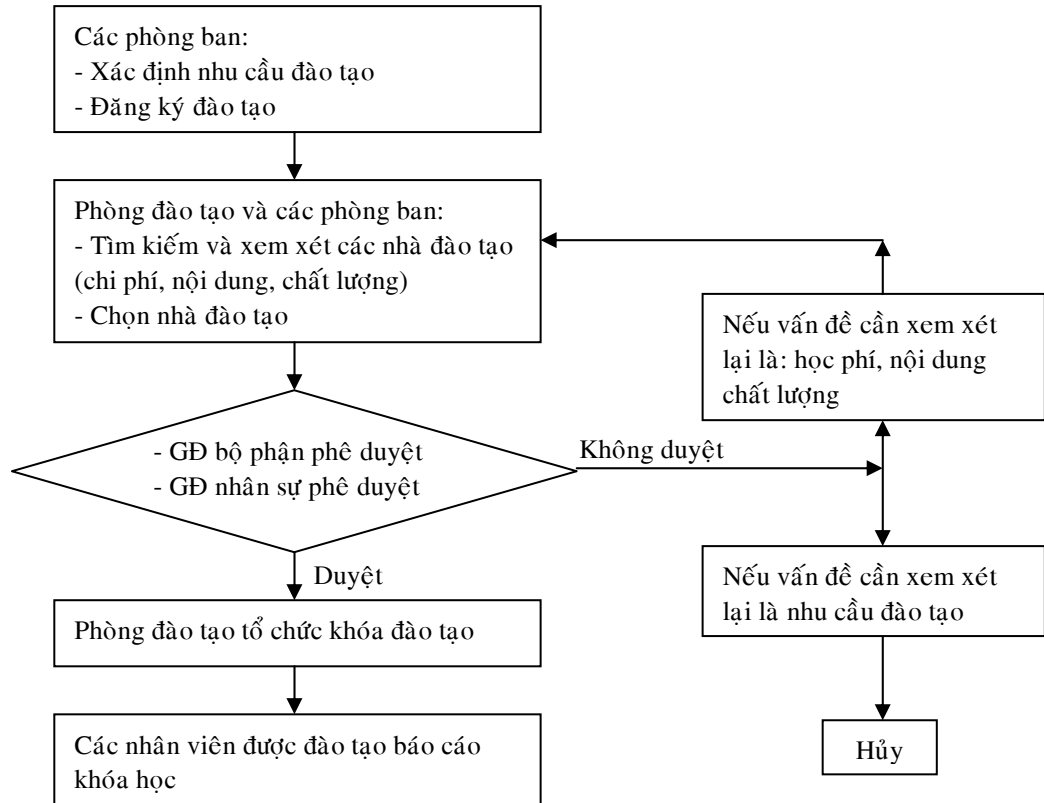 Các phòng ban:
- Xác định nhu cầu đào tạo
- Đăng ký đào tạo
Phòng đào tạo và các phòng ban:
- Tìm kiếm và xem xét các nhà đào tạo
(chi phí, nội dung, chất lượng)
- Chọn nhà đào tạo
Nếu vấn đề cần xem xét
lại là: học phí, nội dung
chất lượng
- GĐ bộ phận phê duyệt
- GĐ nhân sự phê duyệt
Không duyệt
Duyệt
Nếu vấn đề cần xem xét
lại là nhu cầu đào tạo
Phòng đào tạo tổ chức khóa đào tạo
Các nhân viên được đào tạo báo cáo
khóa học
Hủy